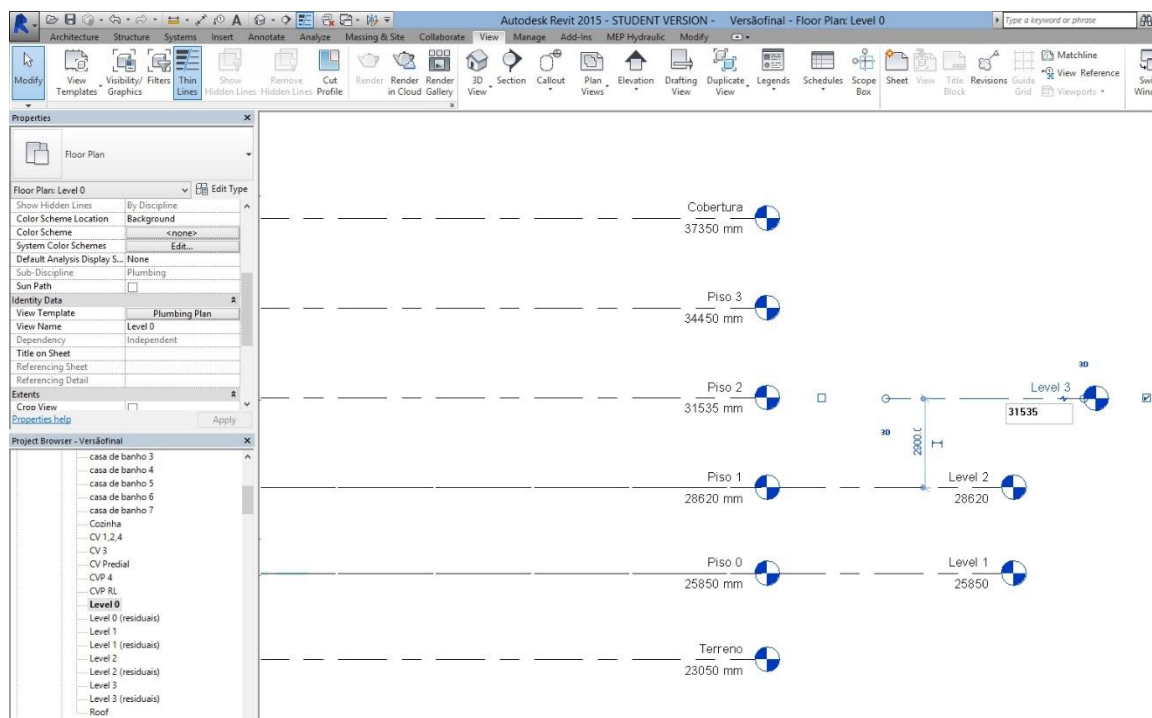 Autodesk Revit 2015 - STUDENT VERSION - Versãofinal - Floor Plan: Level 0
Type a keyword or phrase
Architecture Structure Systems Insert Annotate Analyze Massing & Site Collaborate View Manage Add-Ins MEP Hydraulic Modify
Modify
View Templates
Visibility/ Graphics
Filters
Thin Lines
Show Hidden Lines
Remove Hidden Lines
Cut Profile
Render
Render in Cloud
Render Gallery
3D View
Section
Callout
Plan Views
Elevation
Drafting View
Duplicate View
Legends
Schedules
Scope Box
Sheet
View
Title Block
Revisions
Guide Grid
Matchline
View Reference
Viewports
Properties
Floor Plan
Floor Plan: Level 0
Edit Type
Show Hidden Lines By Discipline
Color Scheme Location Background
Color Scheme <none>
System Color Schemes Edit...
Default Analysis Display S... None
Sub-Discipline Plumbing
Sun Path
Identity Data
View Template Plumbing Plan
View Name Level 0
Dependency Independent
Title on Sheet
Referencing Sheet
Referencing Detail
Extents
Crop View
Properties help
Apply
Project Browser - Versãofinal
casa de banho 3
casa de banho 4
casa de banho 5
casa de banho 6
casa de banho 7
Cozinha
CV 1,2,4
CV 3
CV Predial
CVP 4
CVP RL
Level 0
Level 0 (residuais)
Level 1
Level 1 (residuais)
Level 2
Level 2 (residuais)
Level 3
Level 3 (residuais)
Roof
Cobertura
37350 mm
Piso 3
34450 mm
Piso 2
31535 mm
3D
Level 3
31535
3D
2900.0
Piso 1
28620 mm
Level 2
28620
Piso 0
25850 mm
Level 1
25850
Terreno
23050 mm